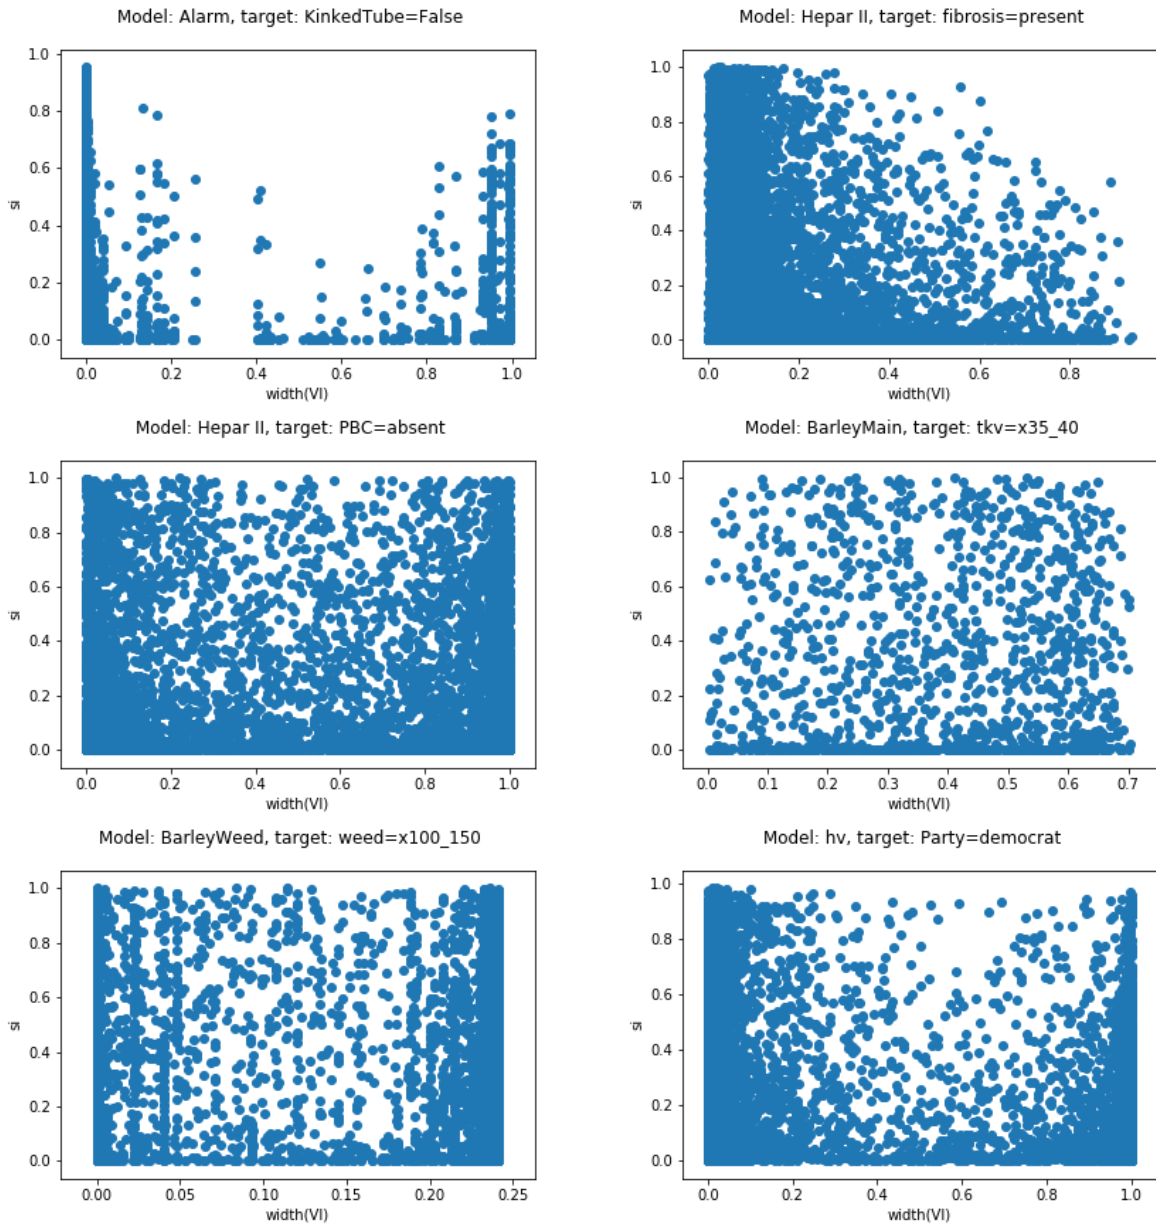 Model: Alarm, target: KinkedTube=False
1.0
0.8
0.6
0.4
0.2
0.0
si
0.0 0.2 0.4 0.6 0.8 1.0
width(VI)
Model: Hepar II, target: fibrosis=present
1.0
0.8
0.6
0.4
0.2
0.0
si
0.0 0.2 0.4 0.6 0.8
width(VI)
Model: Hepar II, target: PBC=absent
1.0
0.8
0.6
0.4
0.2
0.0
si
0.0 0.2 0.4 0.6 0.8 1.0
width(VI)
Model: BarleyMain, target: tkv=x35_40
1.0
0.8
0.6
0.4
0.2
0.0
si
0.0 0.1 0.2 0.3 0.4 0.5 0.6 0.7
width(VI)
Model: BarleyWeed, target: weed=x100_150
1.0
0.8
0.6
0.4
0.2
0.0
si
0.00 0.05 0.10 0.15 0.20 0.25
width(VI)
Model: hv, target: Party=democrat
1.0
0.8
0.6
0.4
0.2
0.0
si
0.0 0.2 0.4 0.6 0.8 1.0
width(VI)